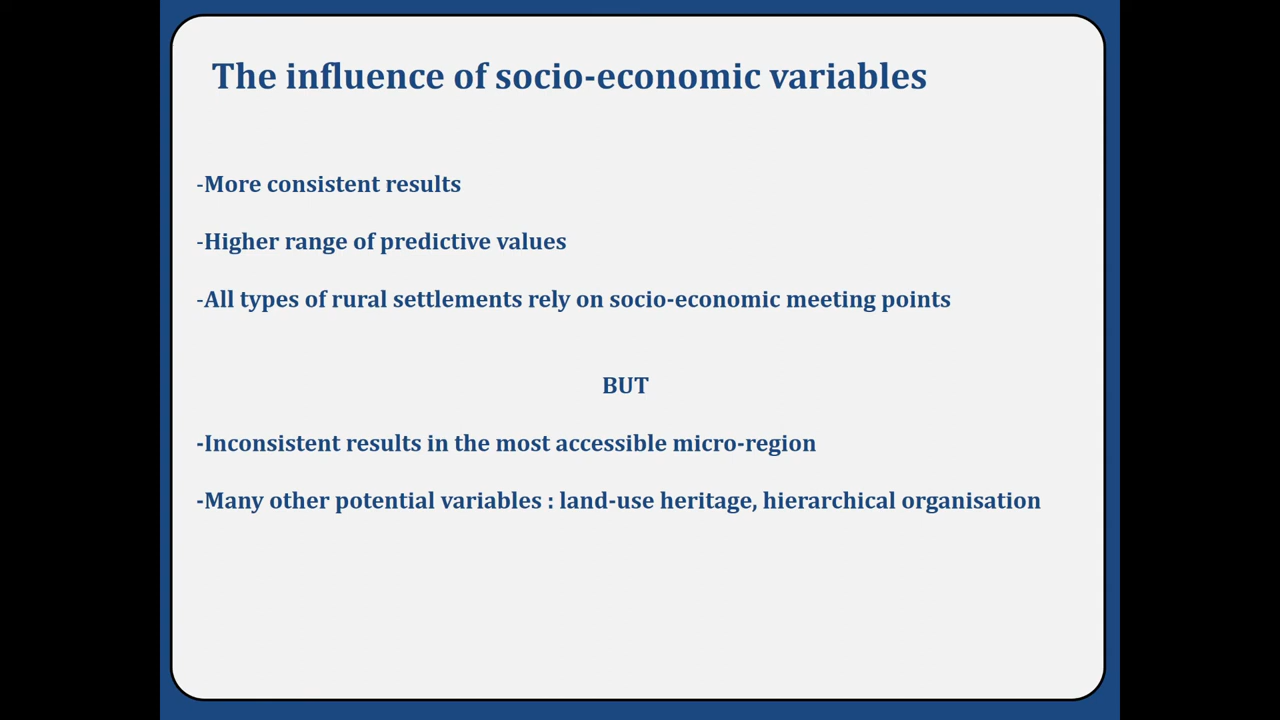 The influence of socio-economic variables
-More consistent results
-Higher range of predictive values
-All types of rural settlements rely on socio-economic meeting points
BUT
-Inconsistent results in the most accessible micro-region
-Many other potential variables : land-use heritage, hierarchical organisation